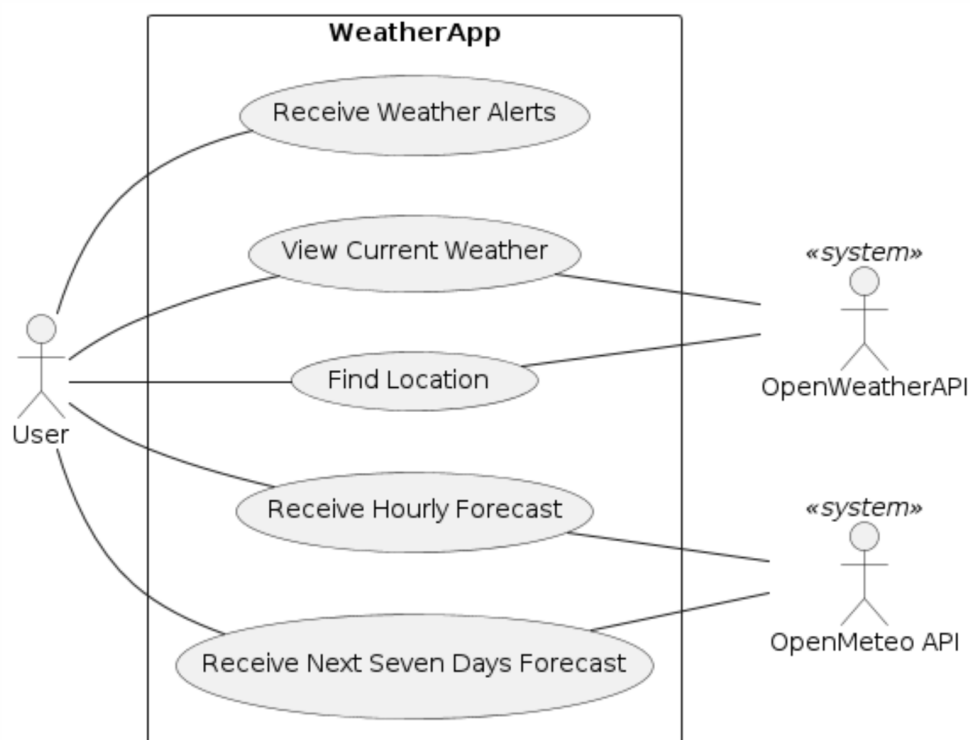 WeatherApp
Receive Weather Alerts
View Current Weather
«system»
Find Location
OpenWeatherAPI
User
Receive Hourly Forecast
«system»
OpenMeteo API
Receive Next Seven Days Forecast